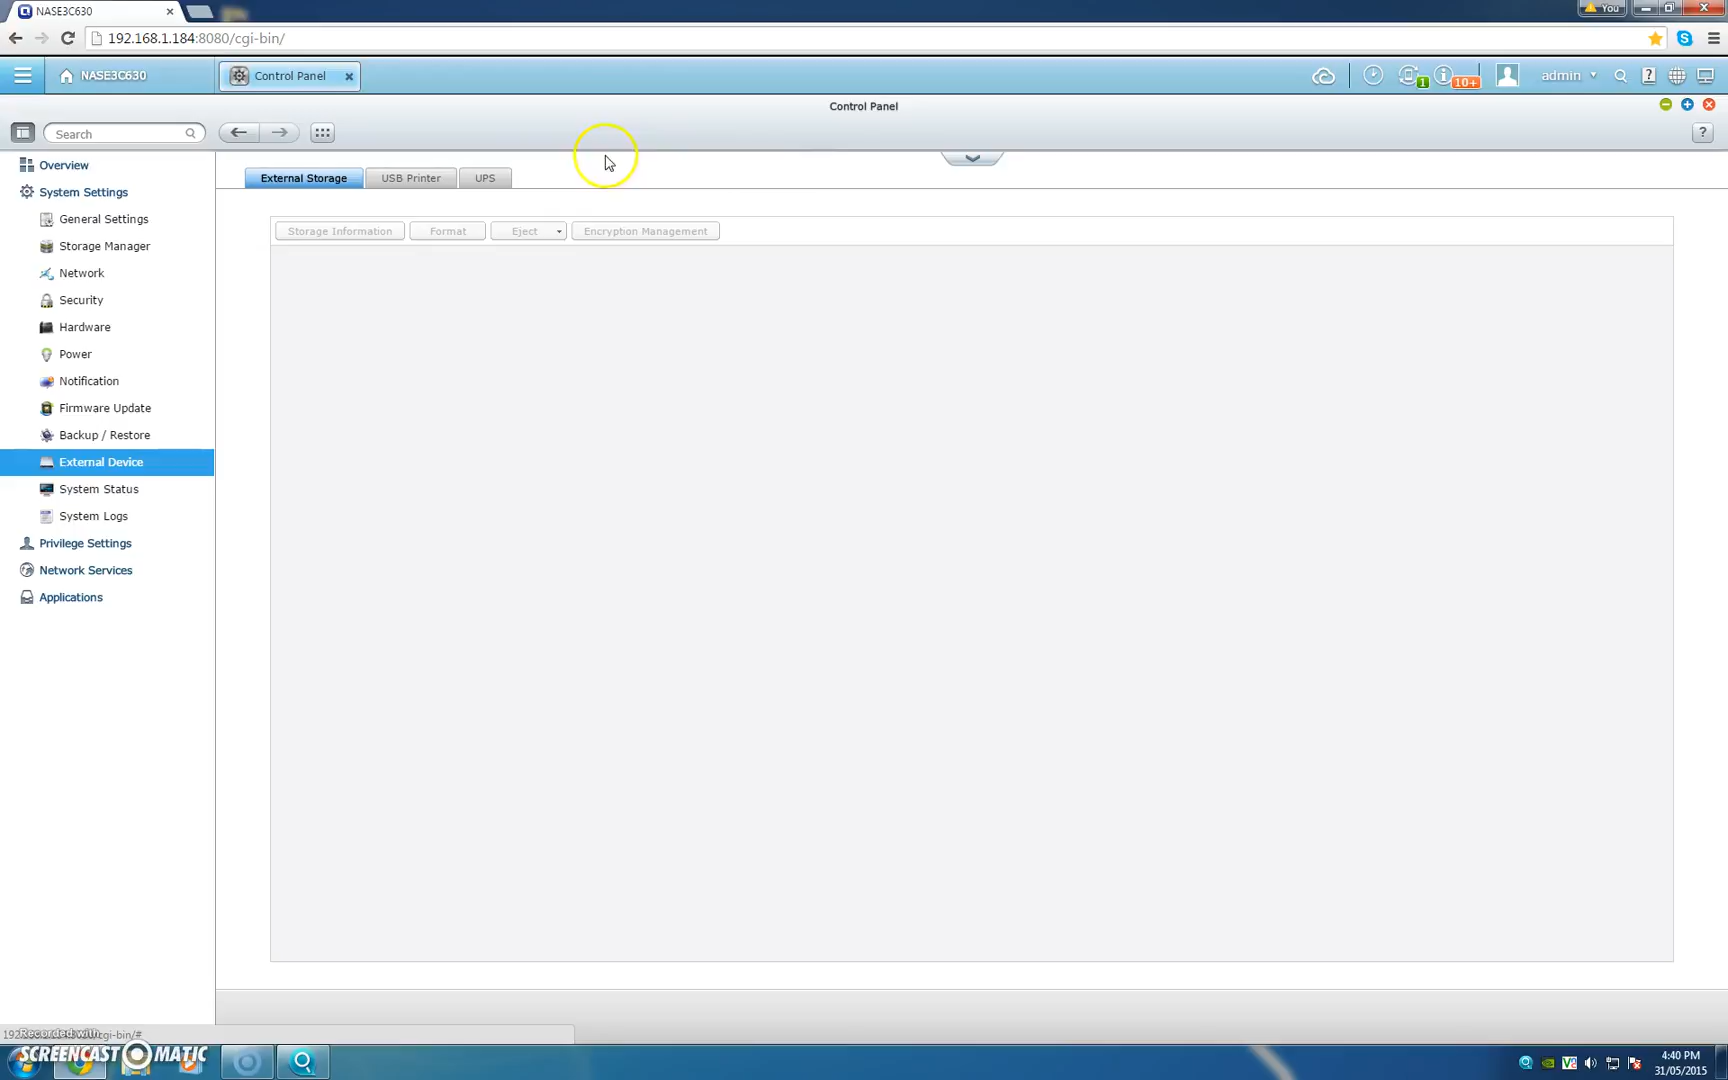 NASE3C630
You
192.168.1.184:8080/cgi-bin/
NASE3C630
Control Panel
1
10+
admin
Control Panel
Search
Overview
System Settings
General Settings
Storage Manager
Network
Security
Hardware
Power
Notification
Firmware Update
Backup / Restore
External Device
System Status
System Logs
Privilege Settings
Network Services
Applications
External Storage
USB Printer
UPS
Storage Information
Format
Eject
Encryption Management
Recorded with
SCREENCAST MATIC
4:40 PM
31/05/2015